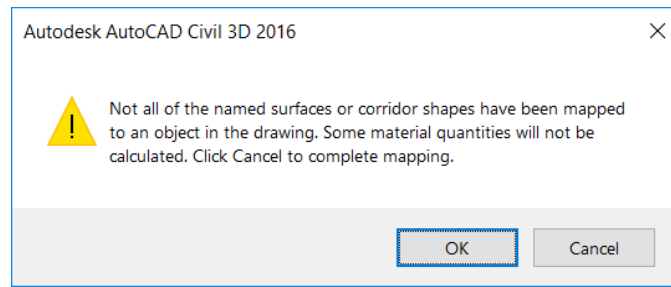 Autodesk AutoCAD Civil 3D 2016
Not all of the named surfaces or corridor shapes have been mapped
to an object in the drawing. Some material quantities will not be
calculated. Click Cancel to complete mapping.
OK
Cancel